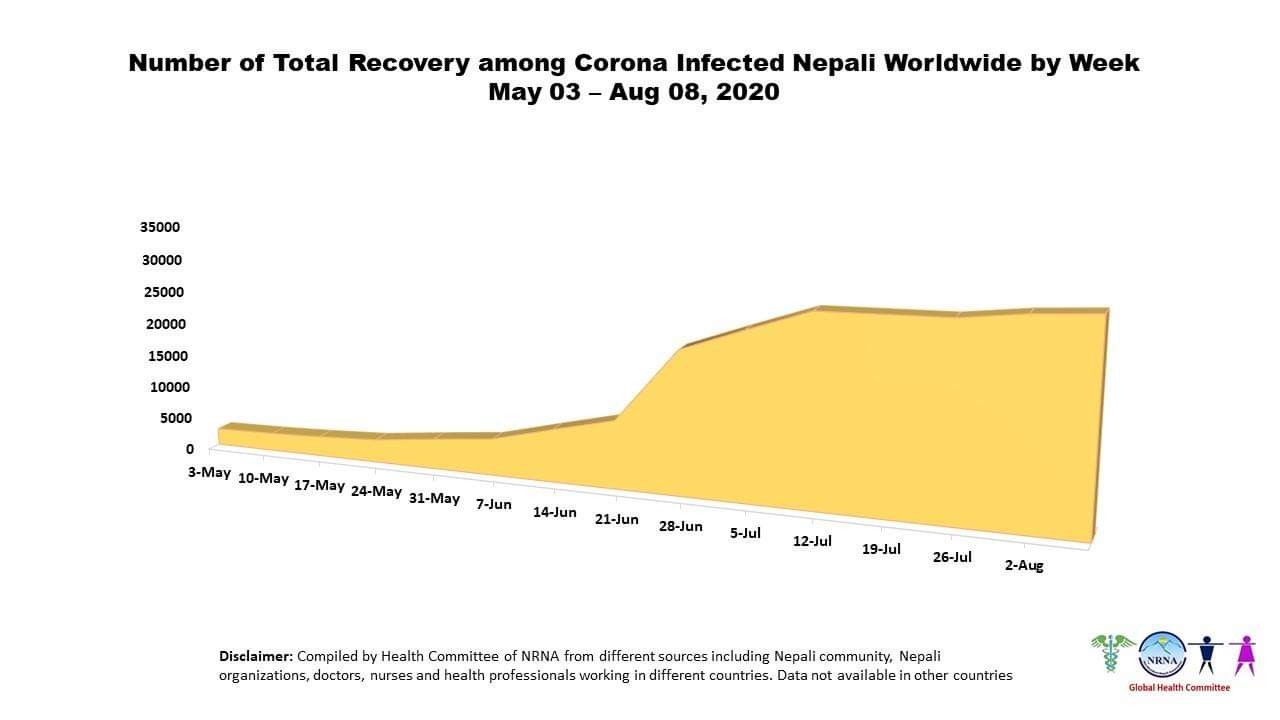 Number of Total Recovery among Corona Infected Nepali Worldwide by Week
May 03 – Aug 08, 2020
35000
30000
25000
20000
15000
10000
5000
0
3-May
10-May
17-May
24-May
31-May
7-Jun
14-Jun
21-Jun
28-Jun
5-Jul
12-Jul
19-Jul
26-Jul
2-Aug
Disclaimer: Compiled by Health Committee of NRNA from different sources including Nepali community, Nepali
organizations, doctors, nurses and health professionals working in different countries. Data not available in other countries
NRNA
Global Health Committee